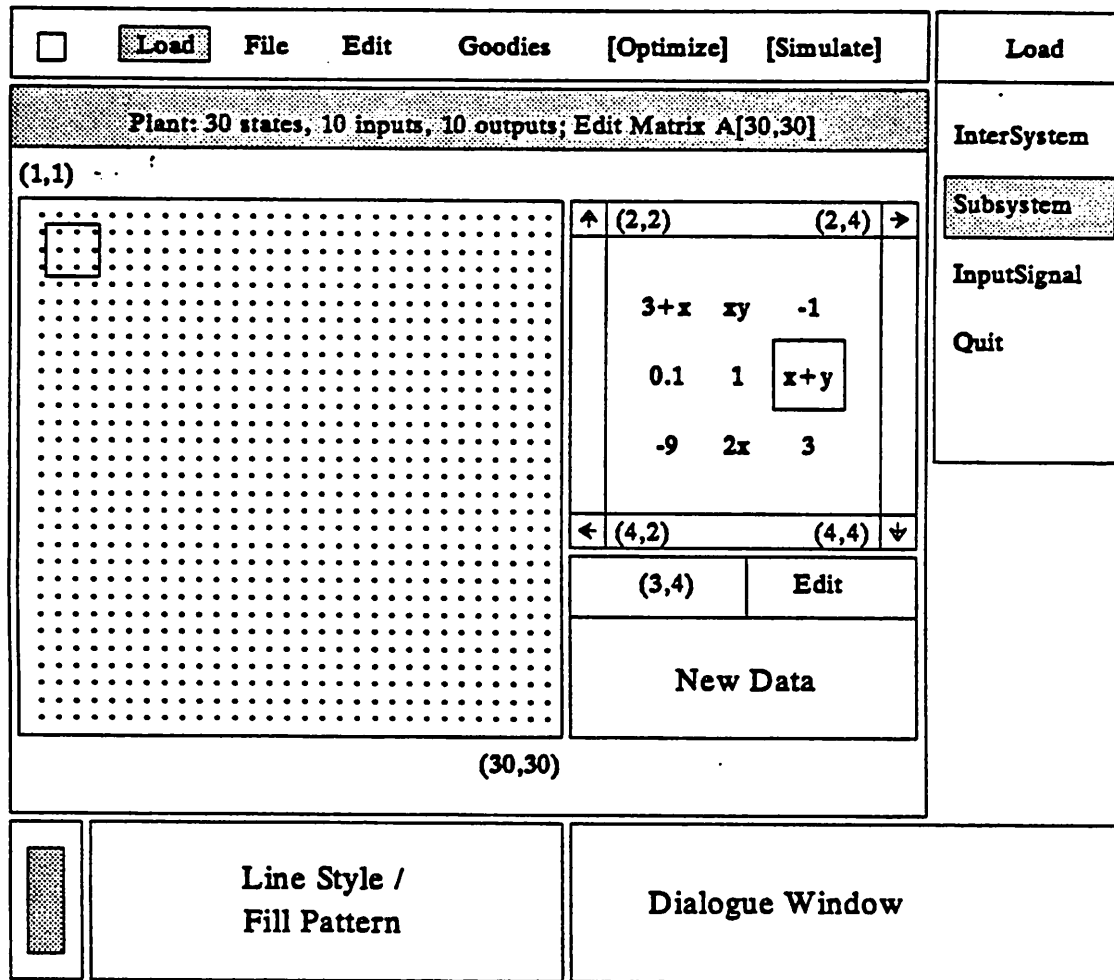 Load File Edit Goodies [Optimize] [Simulate]
Load
Plant: 30 states, 10 inputs, 10 outputs; Edit Matrix A[30,30]
InterSystem
Subsystem
InputSignal
Quit
(1,1)
(2,2) (2,4)
3+x xy -1
0.1 1 x+y
-9 2x 3
(4,2) (4,4)
(3,4) Edit
New Data
(30,30)
Line Style /
Fill Pattern
Dialogue Window